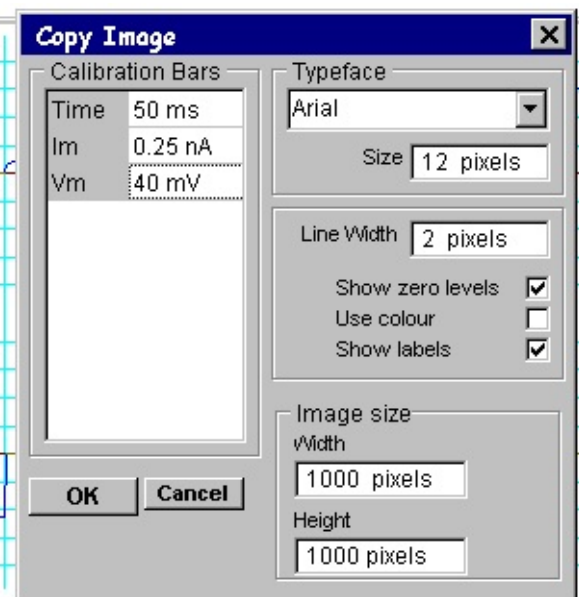 Copy Image
Calibration Bars
Time 50 ms
Im 0.25 nA
Vm 40 mV
OK Cancel
Typeface
Arial
Size 12 pixels
Line Width 2 pixels
Show zero levels
Use colour
Show labels
Image size
Width
1000 pixels
Height
1000 pixels